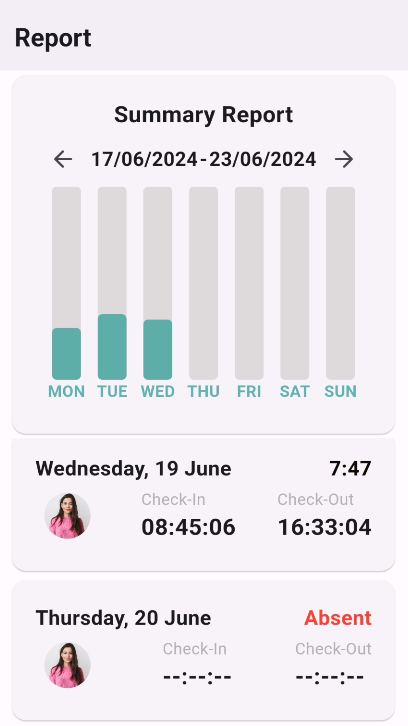 Report
Summary Report
17/06/2024-23/06/2024
MON TUE WED THU FRI SAT SUN
Wednesday, 19 June 7:47
Check-In Check-Out
08:45:06 16:33:04
Thursday, 20 June Absent
Check-In Check-Out
--:--:-- --:--:--